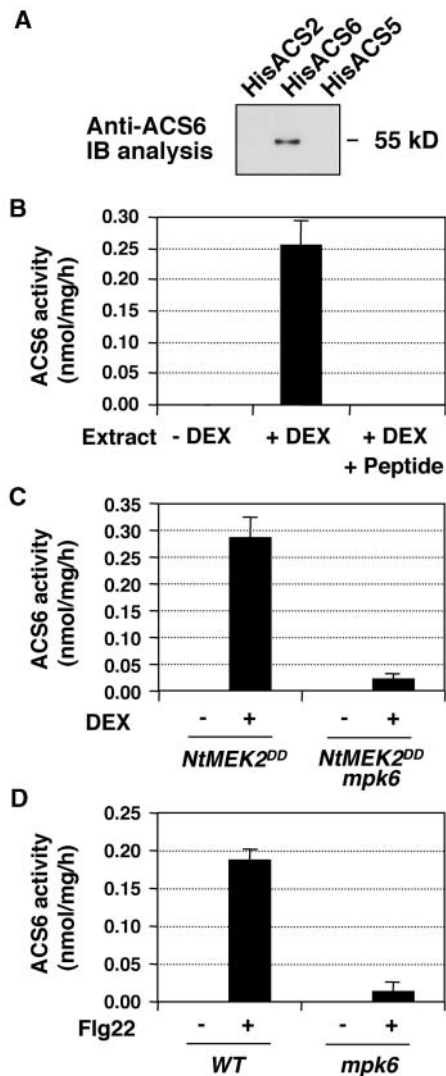 A
HisACS2
HisACS6
HisACS5
Anti-ACS6
IB analysis
– 55 kD
B
ACS6 activity
(nmol/mg/h)
0.30
0.25
0.20
0.15
0.10
0.05
0.00
Extract - DEX + DEX + DEX
+ Peptide
C
ACS6 activity
(nmol/mg/h)
0.35
0.30
0.25
0.20
0.15
0.10
0.05
0.00
DEX - + - +
NtMEK2DD NtMEK2DD
mpk6
D
ACS6 activity
(nmol/mg/h)
0.25
0.20
0.15
0.10
0.05
0.00
Flg22 - + - +
WT mpk6